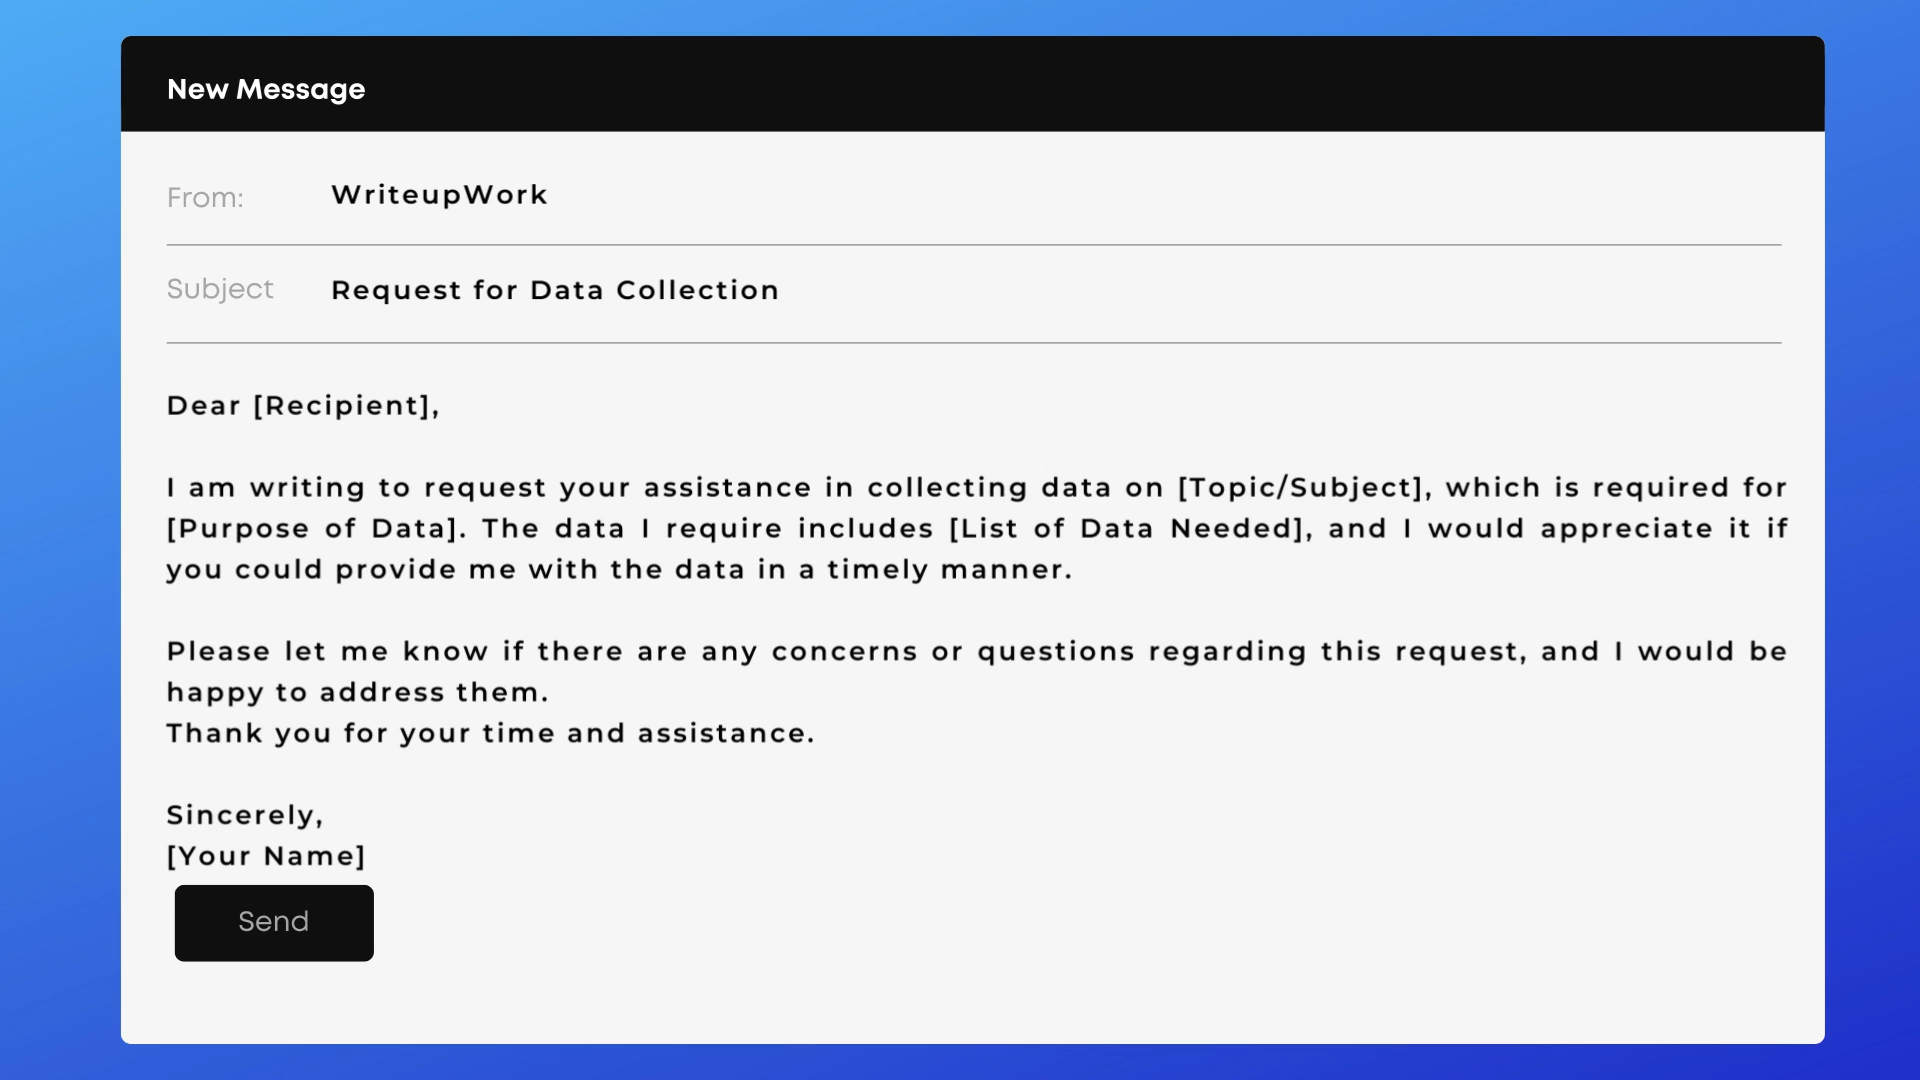 New Message
From: WriteupWork
Subject Request for Data Collection
Dear [Recipient],
I am writing to request your assistance in collecting data on [Topic/Subject], which is required for
[Purpose of Data]. The data I require includes [List of Data Needed], and I would appreciate it if
you could provide me with the data in a timely manner.
Please let me know if there are any concerns or questions regarding this request, and I would be
happy to address them.
Thank you for your time and assistance.
Sincerely,
[Your Name]
Send